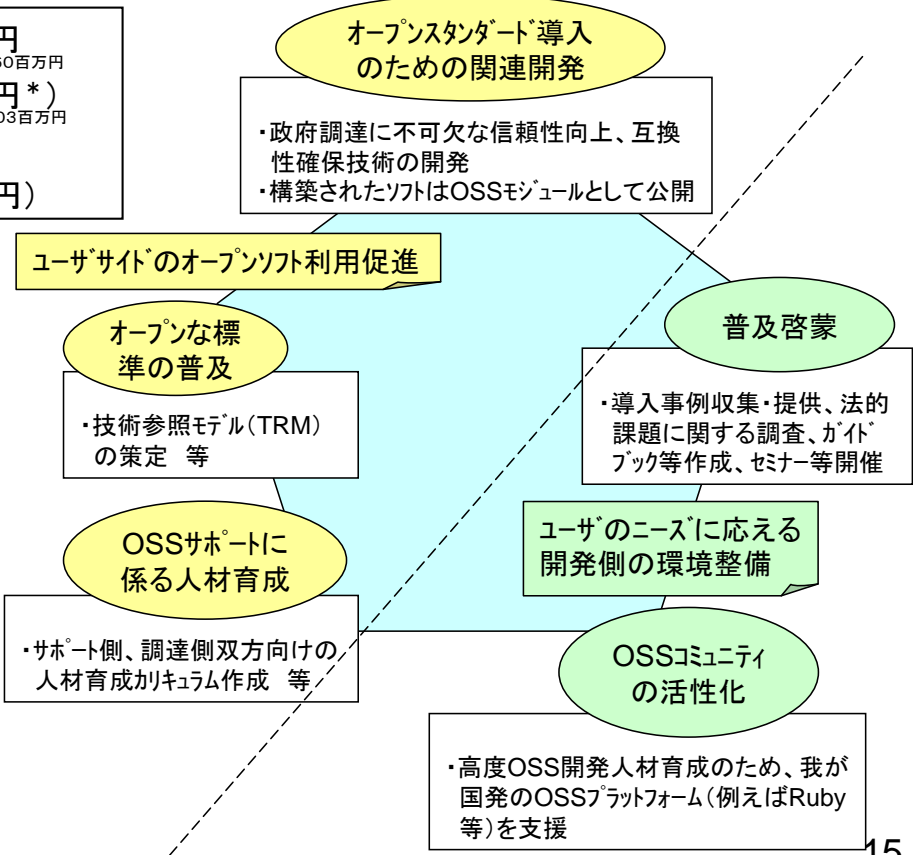 円
60百万円
円*)
03百万円
円)
オープンスタンダード導入
のための関連開発
・政府調達に不可欠な信頼性向上、互換
性確保技術の開発
・構築されたソフトはOSSモジュールとして公開
ユーザサイドのオープンソフト利用促進
オープンな標
準の普及
・技術参照モデル(TRM)
の策定 等
普及啓蒙
・導入事例収集・提供、法的
課題に関する調査、ガイド
ブック等作成、セミナー等開催
OSSサポートに
係る人材育成
・サポート側、調達側双方向けの
人材育成カリキュラム作成 等
ユーザのニーズに応える
開発側の環境整備
OSSコミュニティ
の活性化
・高度OSS開発人材育成のため、我が
国発のOSSプラットフォーム(例えばRuby
等)を支援
15